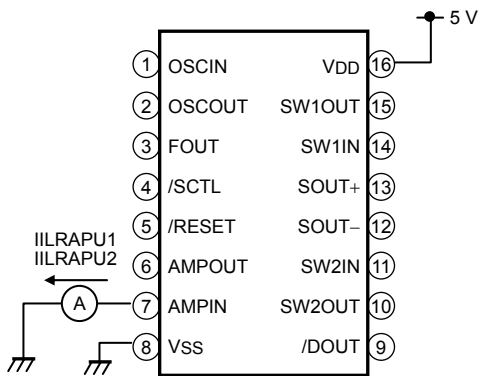 5 V
1 OSCIN VDD 16
2 OSCOUT SW1OUT 15
3 FOUT SW1IN 14
4 /SCTL SOUT+ 13
5 /RESET SOUT− 12
IILRAPU1
IILRAPU2
6 AMPOUT SW2IN 11
A 7 AMPIN SW2OUT 10
8 VSS /DOUT 9